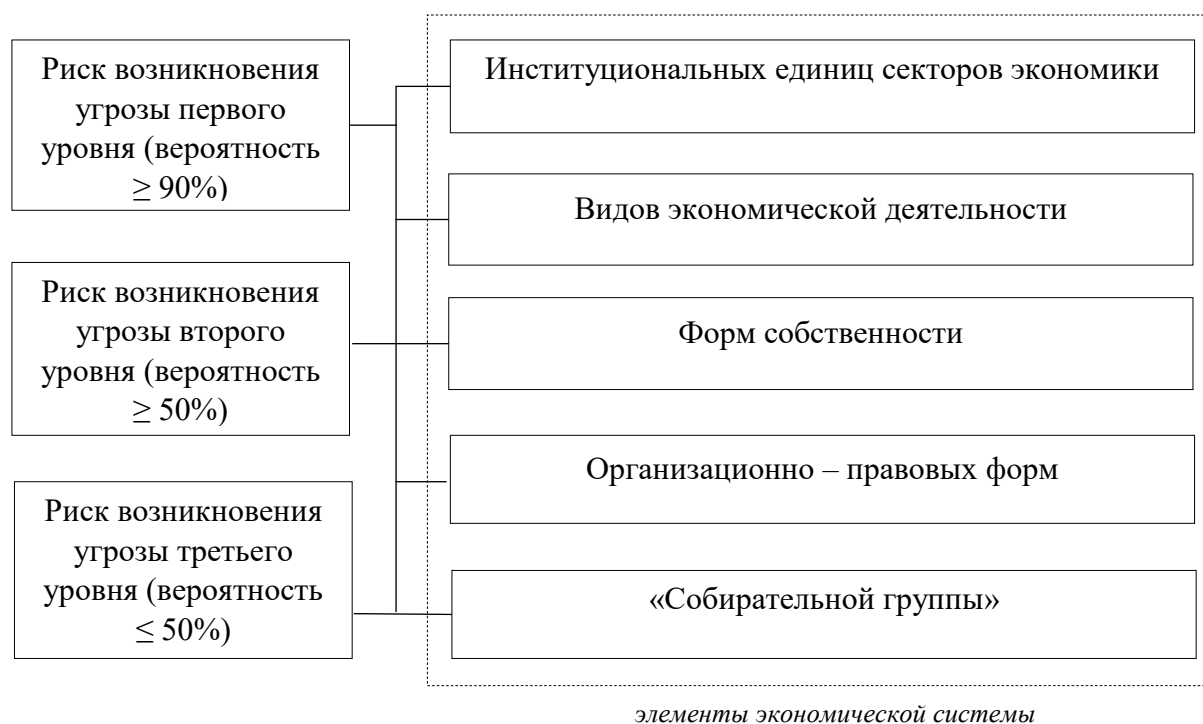 Риск возникновения
угрозы первого
уровня (вероятность
≥ 90%)
Риск возникновения
угрозы второго
уровня (вероятность
≥ 50%)
Риск возникновения
угрозы третьего
уровня (вероятность
≤ 50%)
Институциональных единиц секторов экономики
Видов экономической деятельности
Форм собственности
Организационно – правовых форм
«Собирательной группы»
элементы экономической системы